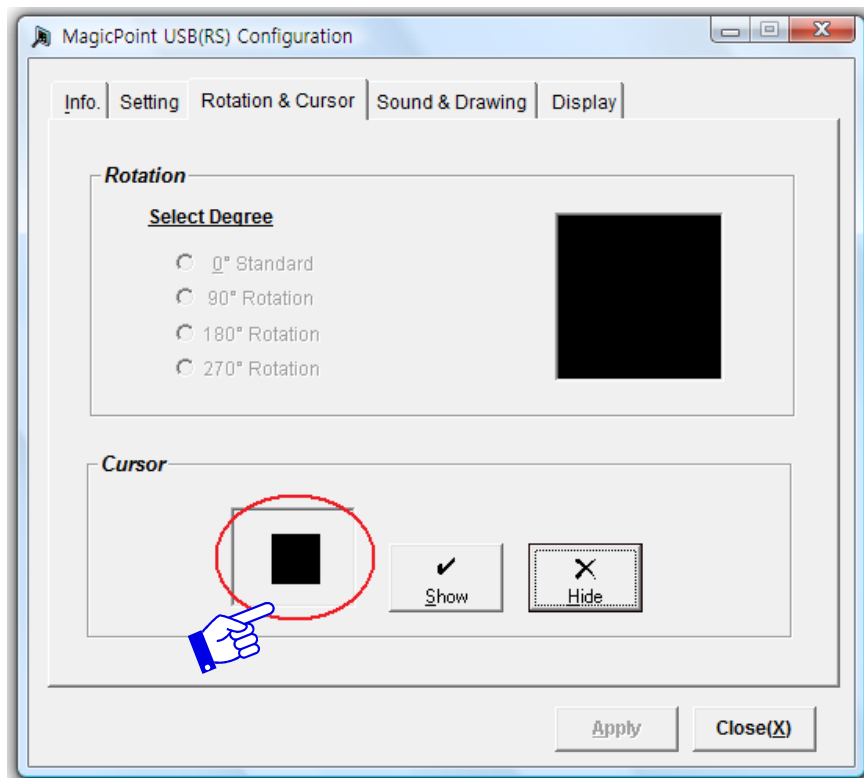 MagicPoint USB(RS) Configuration
Info. Setting Rotation & Cursor Sound & Drawing Display
Rotation
Select Degree
0° Standard
90° Rotation
180° Rotation
270° Rotation
Cursor
Show Hide
Apply Close(X)